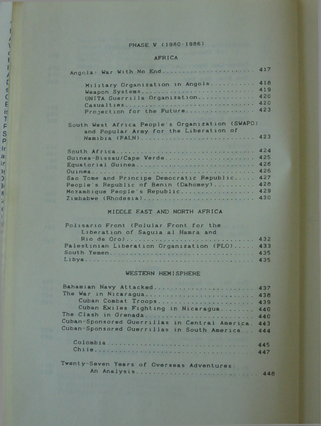 PHASE V (1980-1986)
AFRICA
Angola: War With No End 417
Military Organization in Angola 418
Weapon Systems 419
UNITA Guerrilla Organization 420
Casualties 420
Projection for the Future 423
South West Africa People's Organization (SWAPO)
and Popular Army for the Liberation of
Namibia (PALN) 423
South Africa 424
Guinea-Bissau/Cape Verde 425
Equatorial Guinea 426
Guinea 426
Sao Tome and Principe Democratic Republic 427
People's Republic of Benin (Dahomey) 428
Mozambique People's Republic 429
Zimbabwe (Rhodesia) 430
MIDDLE EAST AND NORTH AFRICA
Polisario Front (Polular Front for the
Liberation of Saguia al Hamra and
Rio de Oro) 432
Palestinian Liberation Organization (PLO) 432
South Yemen 435
Libya 435
WESTERN HEMISPHERE
Bahamian Navy Attacked 437
The War in Nicaragua 438
Cuban Combat Troops 439
Cuban Exiles Fighting in Nicaragua 440
The Clash in Grenada 440
Cuban-Sponsored Guerrillas in Central America 443
Cuban-Sponsored Guerrillas in South America 444
Colombia 445
Chile 447
Twenty-Seven Years of Overseas Adventures:
An Analysis 448